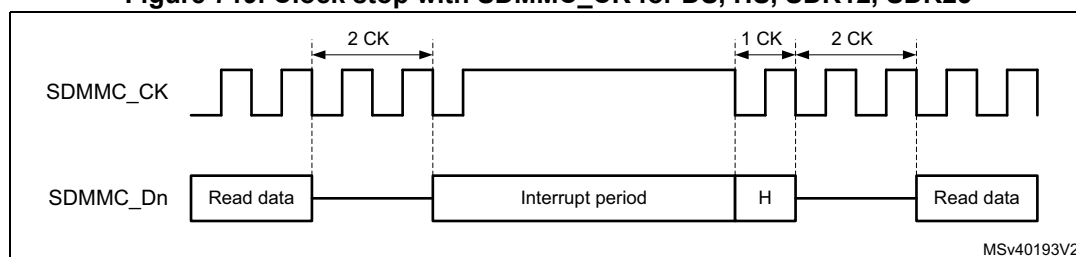 Figure 719. Clock stop with SDMMC_CK for DS, HS, SDR12, SDR25
2 CK
1 CK
2 CK
SDMMC_CK
SDMMC_Dn
Read data
Interrupt period
H
Read data
MSv40193V2